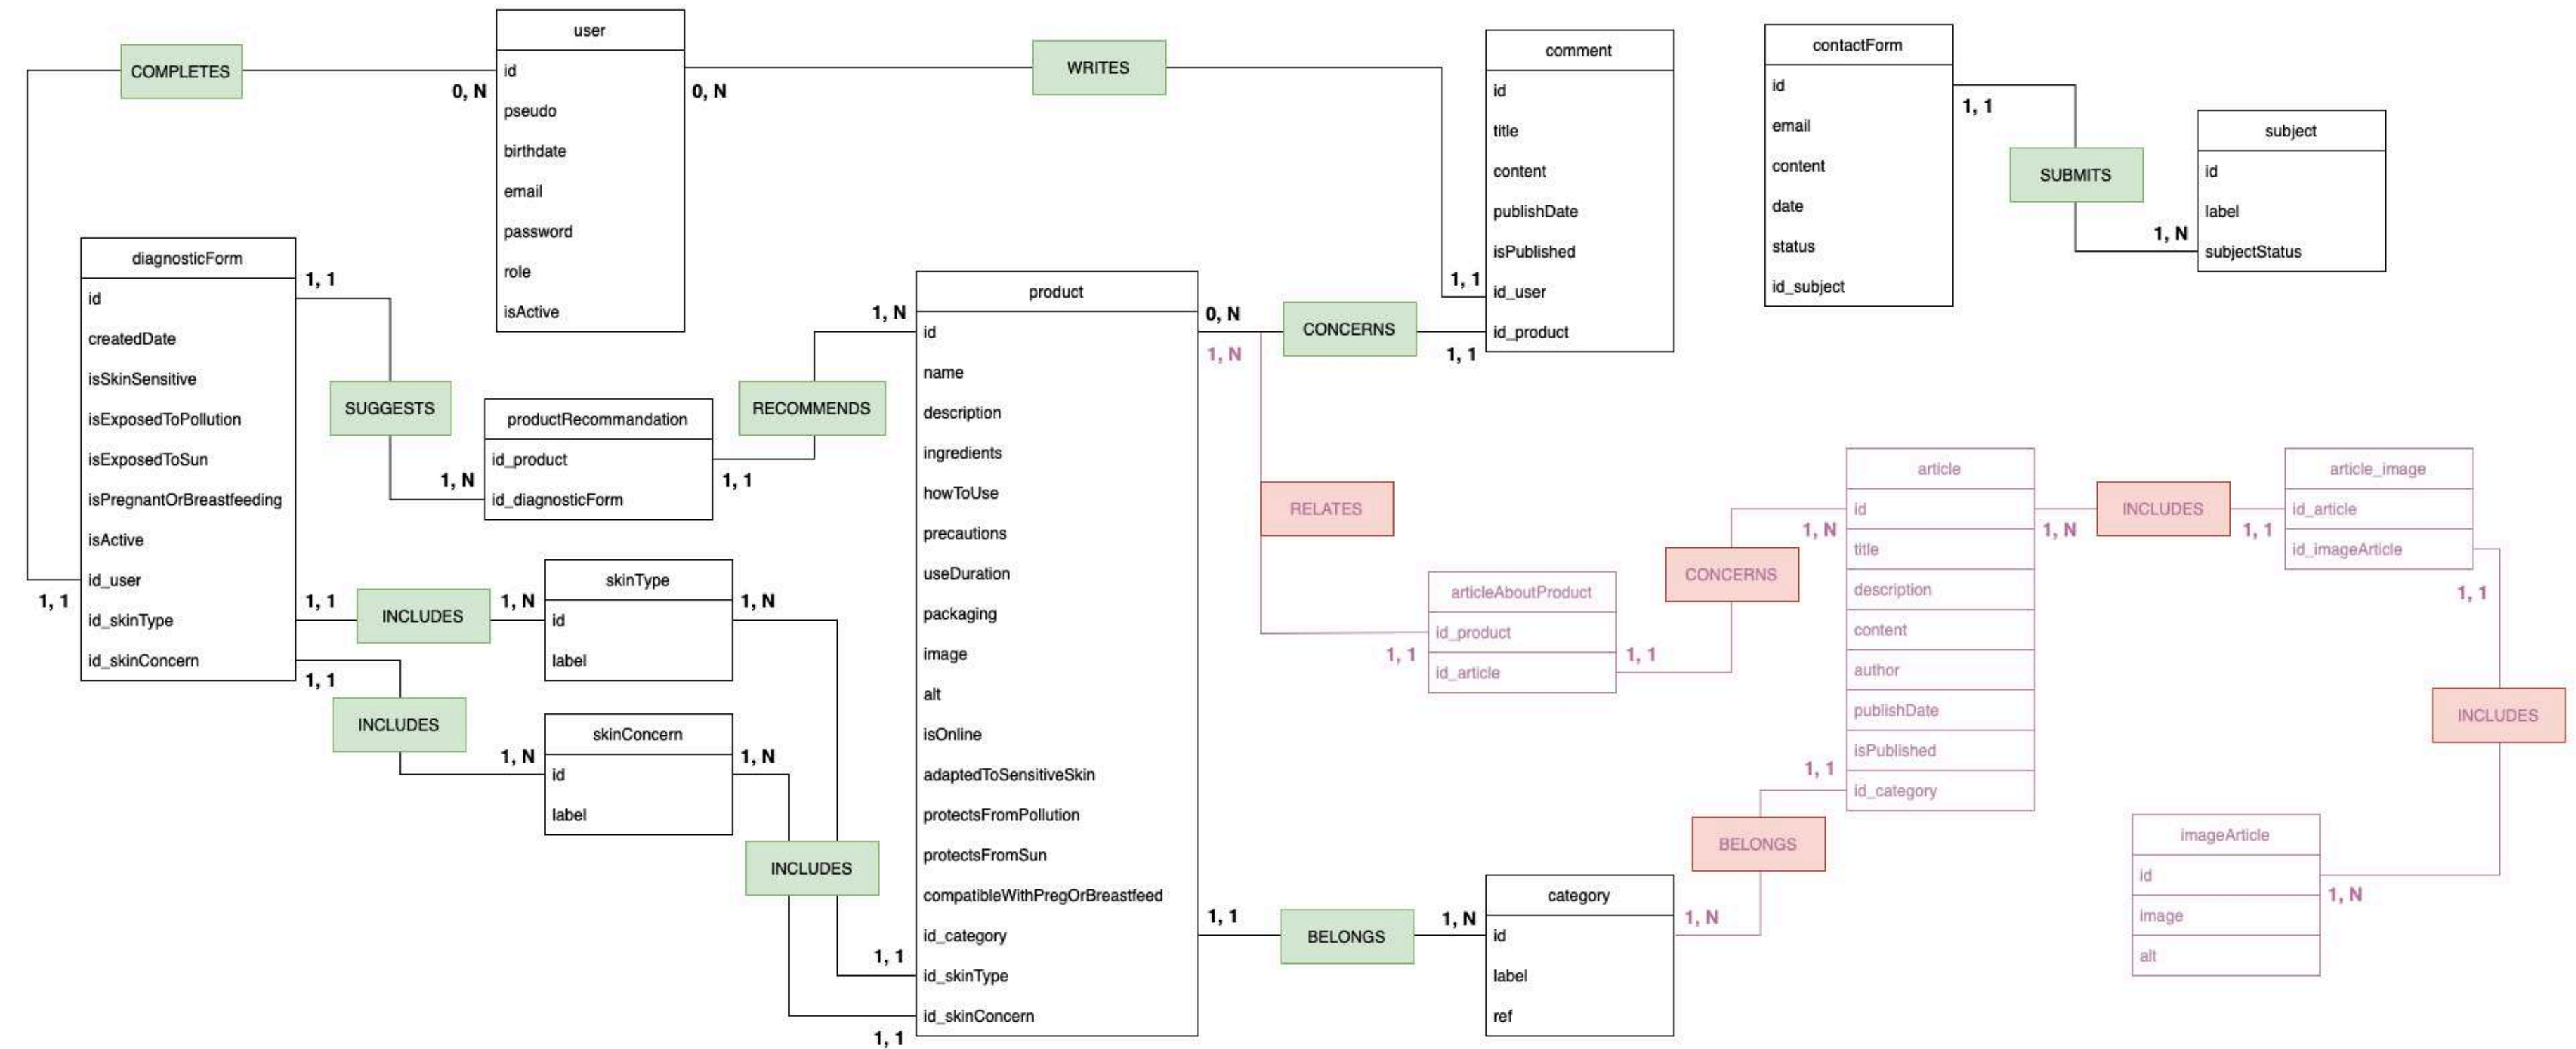 user
id
pseudo
birthdate
email
password
role
isActive
COMPLETES
0, N
0, N
WRITES
comment
id
title
content
publishDate
isPublished
id_user
id_product
1, 1
1, 1
contactForm
id
email
content
date
status
id_subject
1, 1
SUBMITS
1, N
subject
id
label
subjectStatus
diagnosticForm
id
createdDate
isSkinSensitive
isExposedToPollution
isExposedToSun
isPregnantOrBreastfeeding
isActive
id_user
id_skinType
id_skinConcern
1, 1
1, 1
1, 1
1, 1
SUGGESTS
1, N
productRecommandation
id_product
id_diagnosticForm
1, 1
RECOMMENDS
1, N
product
id
name
description
ingredients
howToUse
precautions
useDuration
packaging
image
alt
isOnline
adaptedToSensitiveSkin
protectsFromPollution
protectsFromSun
compatibleWithPregOrBreastfeed
id_category
id_skinType
id_skinConcern
0, N
1, N
CONCERNS
INCLUDES
1, N
skinType
id
label
1, N
INCLUDES
1, N
skinConcern
id
label
1, N
INCLUDES
1, 1
1, 1
RELATES
1, 1
articleAboutProduct
id_product
id_article
1, 1
CONCERNS
1, N
article
id
title
description
content
author
publishDate
isPublished
id_category
1, N
INCLUDES
1, 1
article_image
id_article
id_imageArticle
1, 1
INCLUDES
imageArticle
id
image
alt
1, N
1, 1
BELONGS
1, N
1, 1
BELONGS
1, N
category
id
label
ref